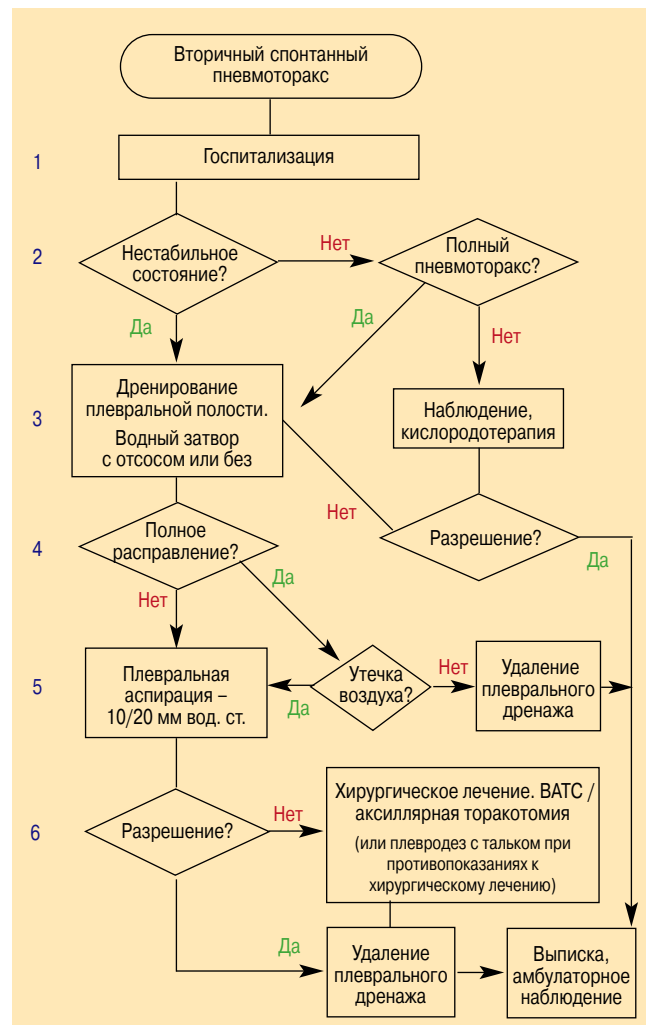 Вторичный спонтанный
пневмоторакс
1
Госпитализация
2
Нестабильное
состояние?
Нет
Полный
пневмоторакс?
Да
Да
Нет
3
Дренирование
плевральной полости.
Водный затвор
с отсосом или без
Наблюдение,
кислородотерапия
4
Полное
расправление?
Нет
Разрешение?
Да
Нет
Да
5
Плевральная
аспирация –
10/20 мм вод. ст.
Да
Утечка
воздуха?
Нет
Удаление
плеврального
дренажа
6
Разрешение?
Нет
Хирургическое лечение. ВАТС /
аксиллярная торакотомия
(или плевродез с тальком при
противопоказаниях к
хирургическому лечению)
Да
Удаление
плеврального
дренажа
Выписка,
амбулаторное
наблюдение